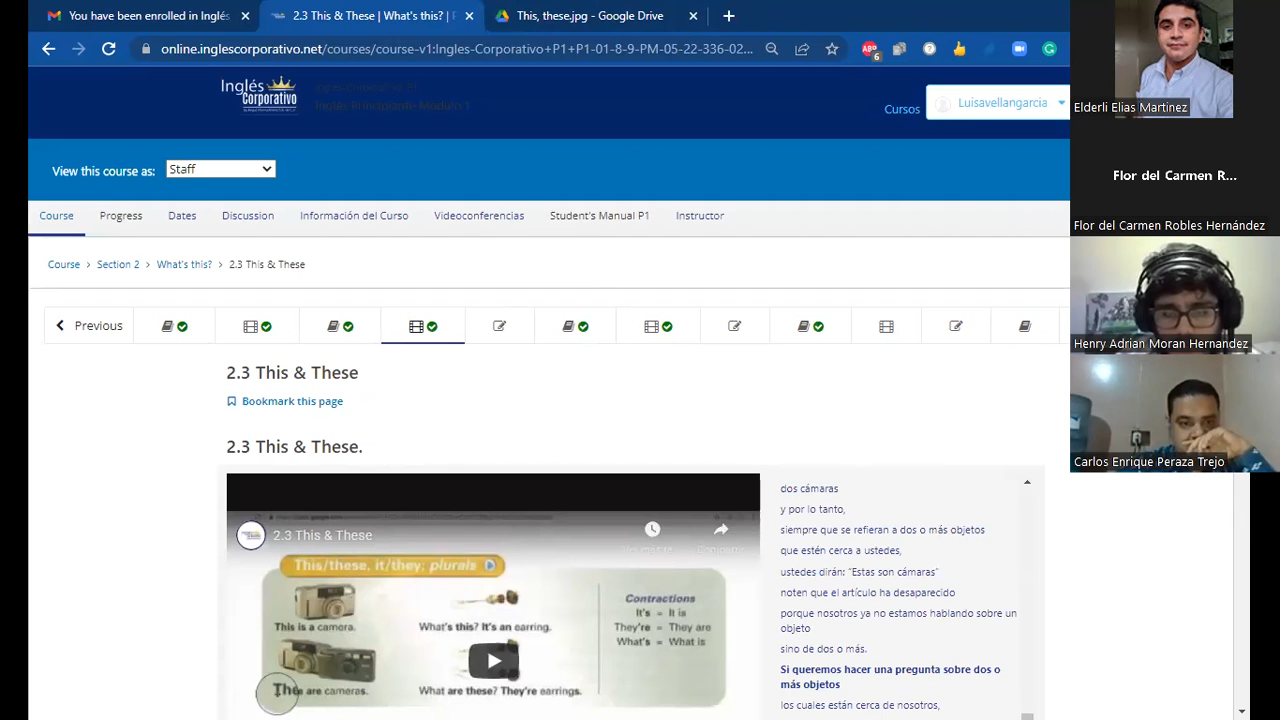 You have been enrolled in Inglés
2.3 This & These | What's this? | P
This, these.jpg - Google Drive
online.inglescorporativo.net/courses/course-v1:Ingles-Corporativo+P1+P1-01-8-9-PM-05-22-336-02...
6
Inglés
Corporativo
Cursos
Luisavellangarcia
View this course as:
Staff
Course
Progress
Dates
Discussion
Información del Curso
Videoconferencias
Student's Manual P1
Instructor
Course > Section 2 > What's this? > 2.3 This & These
Previous
2.3 This & These
Bookmark this page
2.3 This & These.
2.3 This & These
This/these, it/they; plurals
This is a camera.
What's this? It's an earring.
These are cameras.
What are these? They're earrings.
Contractions
It's = It is
They're = They are
What's = What is
dos cámaras
y por lo tanto,
siempre que se refieran a dos o más objetos
que estén cerca a ustedes,
ustedes dirán: "Estas son cámaras"
noten que el artículo ha desaparecido
porque nosotros ya no estamos hablando sobre un
objeto
sino de dos o más.
Si queremos hacer una pregunta sobre dos o
más objetos
los cuales están cerca de nosotros,
Elderli Elias Martinez
Flor del Carmen R...
Flor del Carmen Robles Hernández
Henry Adrian Moran Hernandez
Carlos Enrique Peraza Trejo